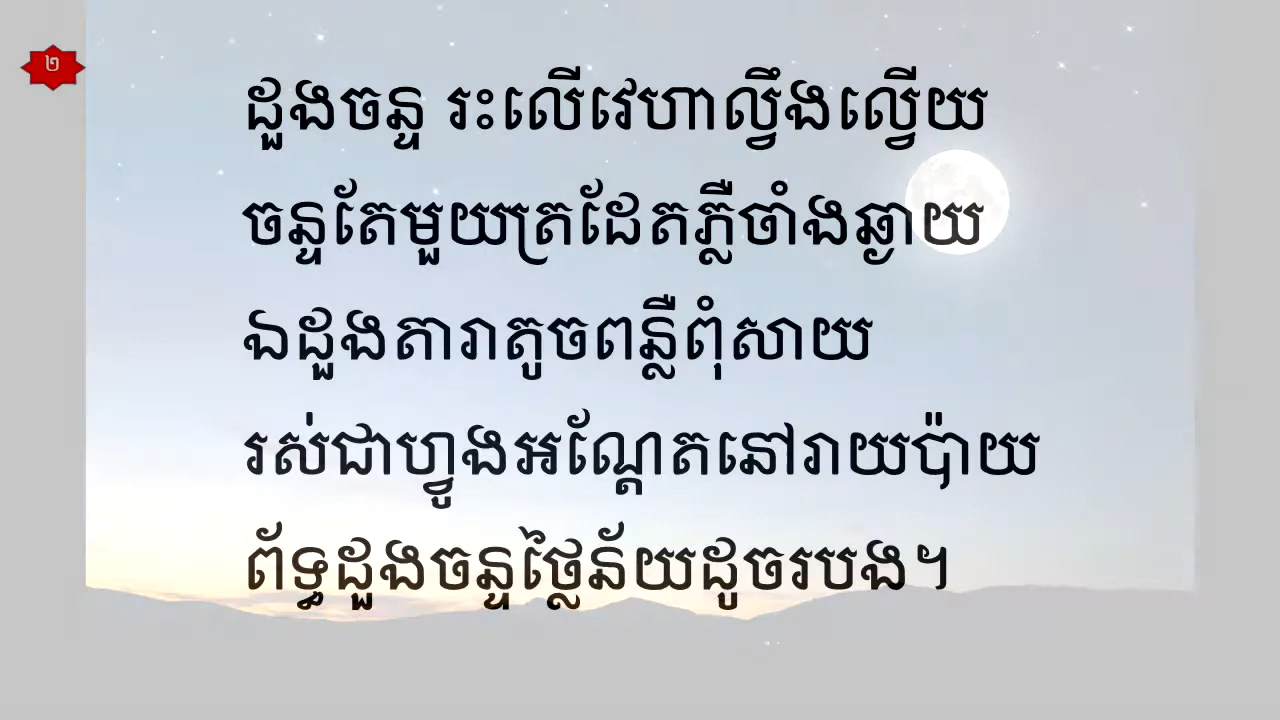 ២
ដួងចន្ទ រះលើវេហាល្វឹងល្វើយ
ចន្ទតែមួយត្រដែតភ្លឺចាំងឆ្ងាយ
ឯដួងតារាតូចពន្លឺពុំសាយ
រស់ជាហ្វូងអណ្ដែតនៅរាយប៉ាយ
ព័ទ្ធដួងចន្ទថ្លៃន័យដូចរបង។